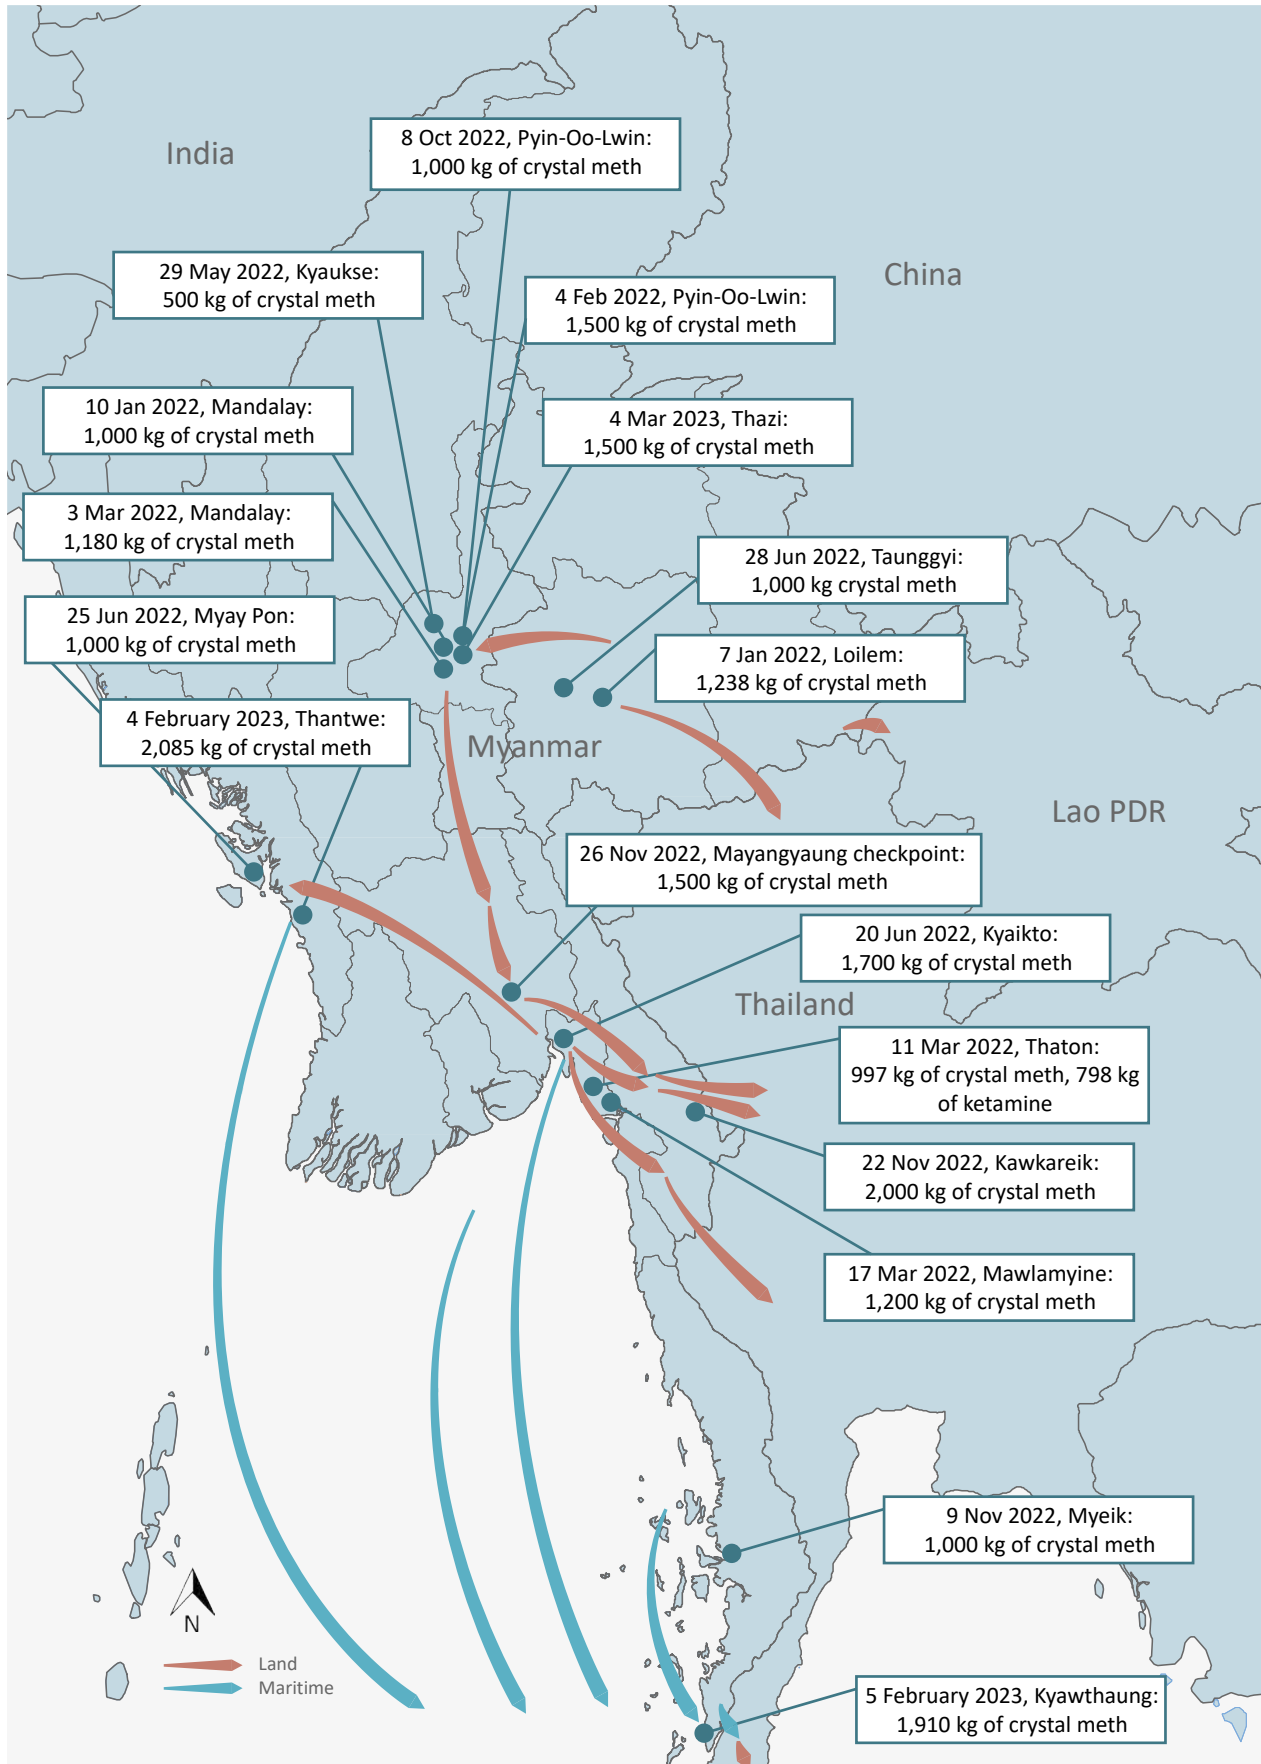 8 Oct 2022, Pyin-Oo-Lwin:
1,000 kg of crystal meth
India
29 May 2022, Kyaukse:
500 kg of crystal meth
China
4 Feb 2022, Pyin-Oo-Lwin:
1,500 kg of crystal meth
10 Jan 2022, Mandalay:
1,000 kg of crystal meth
4 Mar 2023, Thazi:
1,500 kg of crystal meth
3 Mar 2022, Mandalay:
1,180 kg of crystal meth
28 Jun 2022, Taunggyi:
1,000 kg crystal meth
25 Jun 2022, Myay Pon:
1,000 kg of crystal meth
7 Jan 2022, Loilem:
1,238 kg of crystal meth
4 February 2023, Thantwe:
2,085 kg of crystal meth
Myanmar
Lao PDR
26 Nov 2022, Mayangyaung checkpoint:
1,500 kg of crystal meth
20 Jun 2022, Kyaikto:
1,700 kg of crystal meth
Thailand
11 Mar 2022, Thaton:
997 kg of crystal meth, 798 kg
of ketamine
22 Nov 2022, Kawkareik:
2,000 kg of crystal meth
17 Mar 2022, Mawlamyine:
1,200 kg of crystal meth
9 Nov 2022, Myeik:
1,000 kg of crystal meth
N
Land
Maritime
5 February 2023, Kyawthaung:
1,910 kg of crystal meth